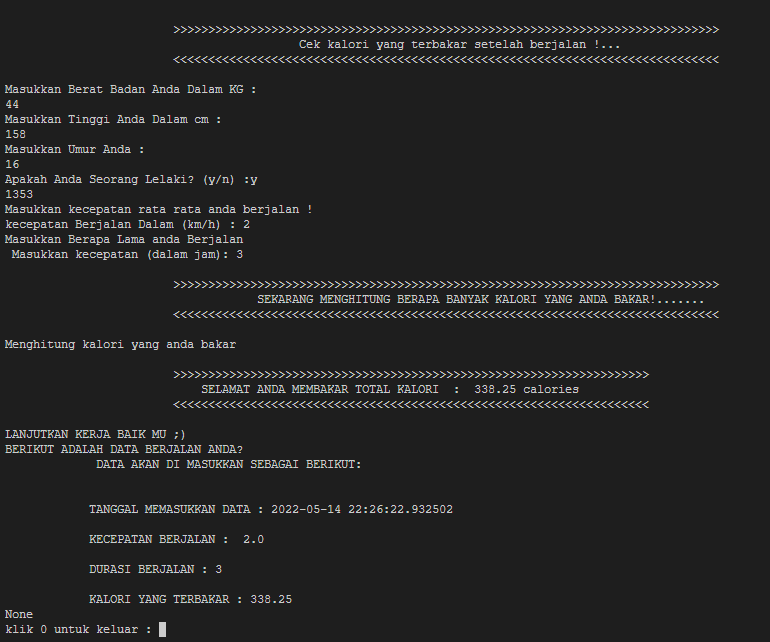 >>>>>>>>>>>>>>>>>>>>>>>>>>>>>>>>>>>>>>>>>>>>>>>>>>>>>>>>>>>>>>>>>>>>>>>>>>>>>>
Cek kalori yang terbakar setelah berjalan !...
<<<<<<<<<<<<<<<<<<<<<<<<<<<<<<<<<<<<<<<<<<<<<<<<<<<<<<<<<<<<<<<<<<<<<<<<<<<<<<
Masukkan Berat Badan Anda Dalam KG :
44
Masukkan Tinggi Anda Dalam cm :
158
Masukkan Umur Anda :
16
Apakah Anda Seorang Lelaki? (y/n) :y
1353
Masukkan kecepatan rata rata anda berjalan !
kecepatan Berjalan Dalam (km/h) : 2
Masukkan Berapa Lama anda Berjalan
Masukkan kecepatan (dalam jam): 3
>>>>>>>>>>>>>>>>>>>>>>>>>>>>>>>>>>>>>>>>>>>>>>>>>>>>>>>>>>>>>>>>>>>>>>>>>>>>>>
SEKARANG MENGHITUNG BERAPA BANYAK KALORI YANG ANDA BAKAR!.......
<<<<<<<<<<<<<<<<<<<<<<<<<<<<<<<<<<<<<<<<<<<<<<<<<<<<<<<<<<<<<<<<<<<<<<<<<<<<<<
Menghitung kalori yang anda bakar
>>>>>>>>>>>>>>>>>>>>>>>>>>>>>>>>>>>>>>>>>>>>>>>>>>>>>>>>>>>>>>>>>>>>
SELAMAT ANDA MEMBAKAR TOTAL KALORI  :  338.25 calories
<<<<<<<<<<<<<<<<<<<<<<<<<<<<<<<<<<<<<<<<<<<<<<<<<<<<<<<<<<<<<<<<<<<<
LANJUTKAN KERJA BAIK MU ;)
BERIKUT ADALAH DATA BERJALAN ANDA?
DATA AKAN DI MASUKKAN SEBAGAI BERIKUT:
TANGGAL MEMASUKKAN DATA : 2022-05-14 22:26:22.932502
KECEPATAN BERJALAN :  2.0
DURASI BERJALAN : 3
KALORI YANG TERBAKAR : 338.25
None
klik 0 untuk keluar :